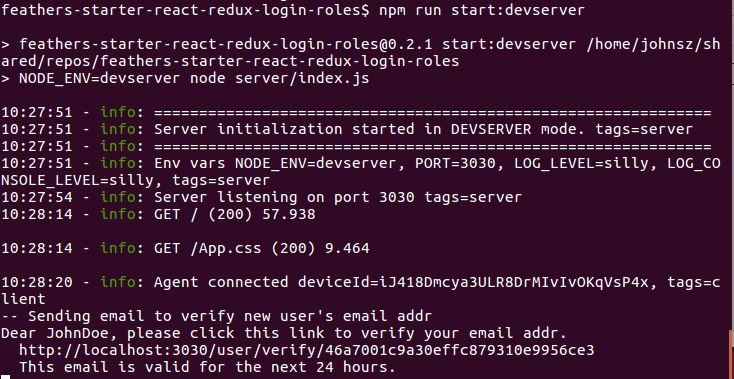 feathers-starter-react-redux-login-roles$ npm run start:devserver
> feathers-starter-react-redux-login-roles@0.2.1 start:devserver /home/johnsz/sh
ared/repos/feathers-starter-react-redux-login-roles
> NODE_ENV=devserver node server/index.js
10:27:51 - info: ==============================================================
10:27:51 - info: Server initialization started in DEVSERVER mode. tags=server
10:27:51 - info: ==============================================================
10:27:51 - info: Env vars NODE_ENV=devserver, PORT=3030, LOG_LEVEL=silly, LOG_CO
NSOLE_LEVEL=silly, tags=server
10:27:54 - info: Server listening on port 3030 tags=server
10:28:14 - info: GET / (200) 57.938
10:28:14 - info: GET /App.css (200) 9.464
10:28:20 - info: Agent connected deviceId=iJ418Dmcya3ULR8DrMIvIvOKqVsP4x, tags=c
lient
-- Sending email to verify new user's email addr
Dear JohnDoe, please click this link to verify your email addr.
http://localhost:3030/user/verify/46a7001c9a30effc879310e9956ce3
This email is valid for the next 24 hours.